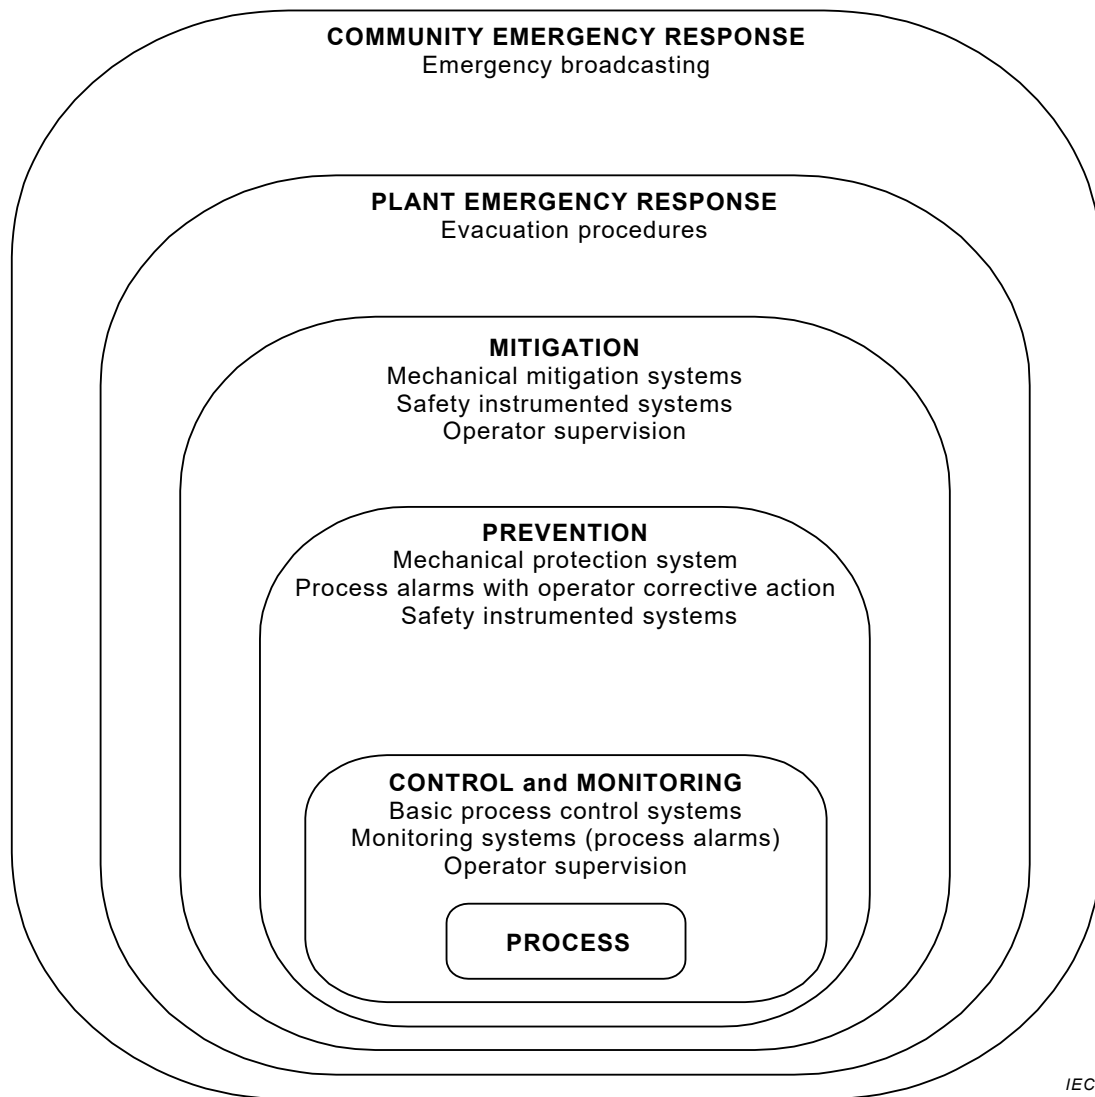 COMMUNITY EMERGENCY RESPONSE
Emergency broadcasting
PLANT EMERGENCY RESPONSE
Evacuation procedures
MITIGATION
Mechanical mitigation systems
Safety instrumented systems
Operator supervision
PREVENTION
Mechanical protection system
Process alarms with operator corrective action
Safety instrumented systems
CONTROL and MONITORING
Basic process control systems
Monitoring systems (process alarms)
Operator supervision
PROCESS
IEC